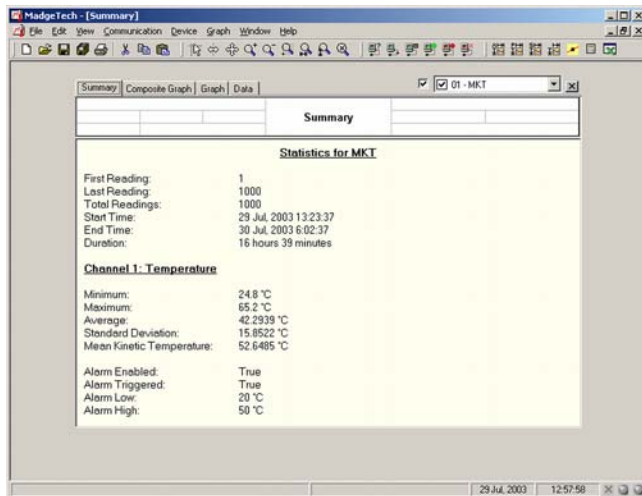 MadgeTech - [Summary]
File Edit View Communication Device Graph Window Help
Summary Composite Graph Graph Data 01 - MKT
Summary
Statistics for MKT
First Reading: 1
Last Reading: 1000
Total Readings: 1000
Start Time: 29 Jul, 2003 13:23:37
End Time: 30 Jul, 2003 6:02:37
Duration: 16 hours 39 minutes
Channel 1: Temperature
Minimum: 24.8 °C
Maximum: 65.2 °C
Average: 42.2939 °C
Standard Deviation: 15.8522 °C
Mean Kinetic Temperature: 52.6485 °C
Alarm Enabled: True
Alarm Triggered: True
Alarm Low: 20 °C
Alarm High: 50 °C
29 Jul, 2003 12:57:58